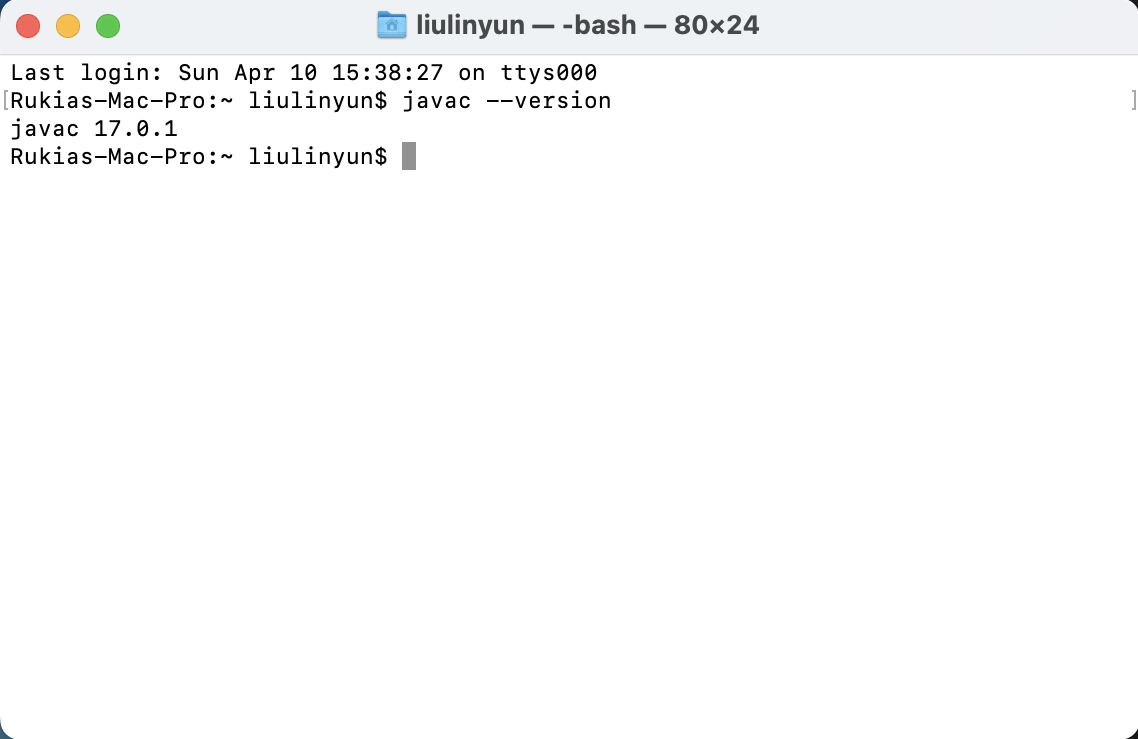 liulinyun — -bash — 80×24
Last login: Sun Apr 10 15:38:27 on ttys000
[Rukias-Mac-Pro:~ liulinyun$ javac --version ]
javac 17.0.1
Rukias-Mac-Pro:~ liulinyun$